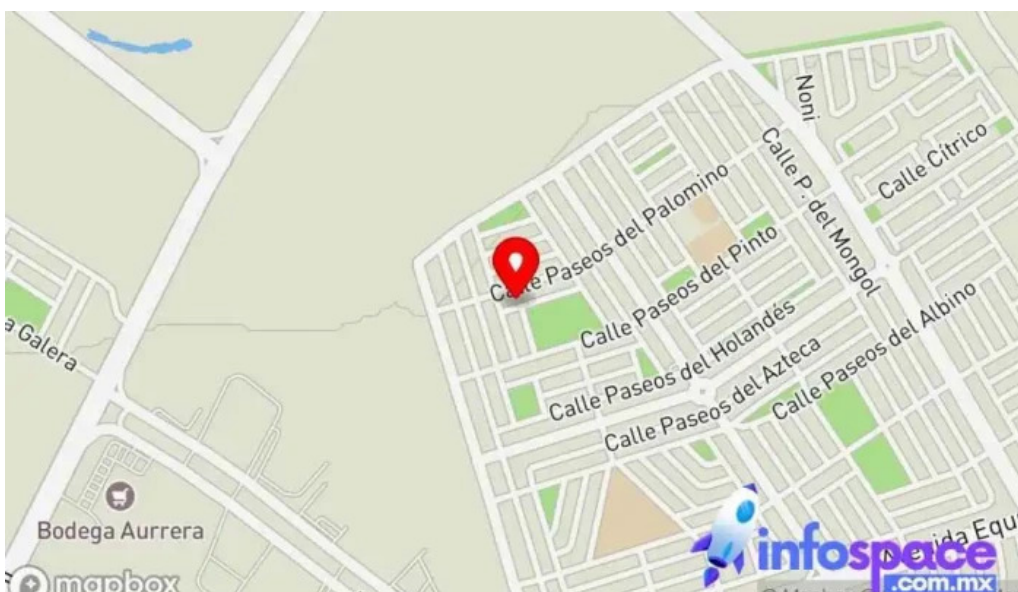 Noni
Calle Cítrico
Calle P. del Mongol
Calle Paseos del Palomino
Calle Paseos del Pinto
Calle Paseos del Holandés
Calle Paseos del Azteca
Calle Paseos del Albino
Galera
Bodega Aurrera
mapbox
infospace
.com.mx